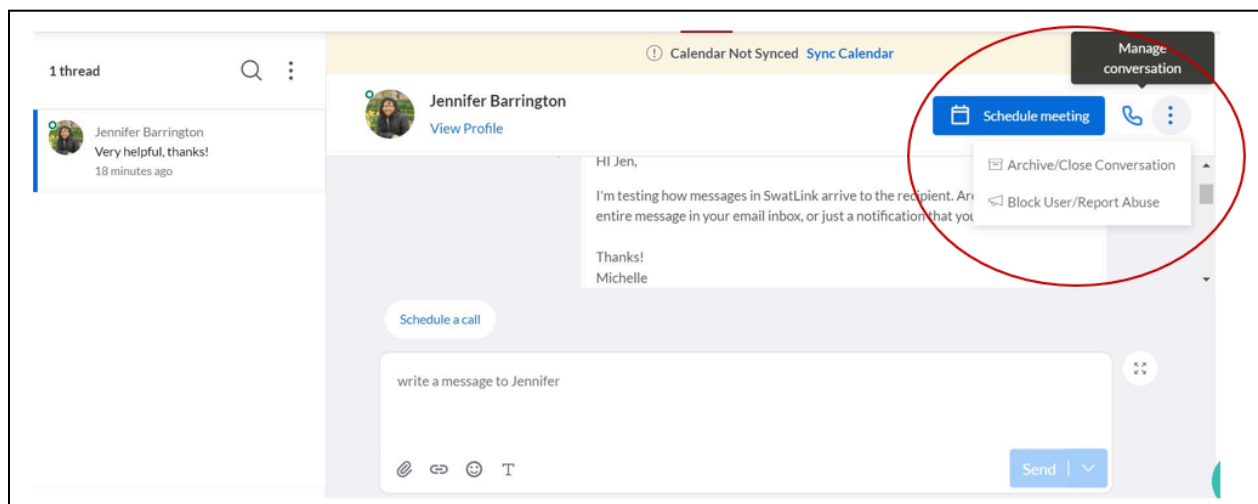 1 thread
Jennifer Barrington
Very helpful, thanks!
18 minutes ago
Calendar Not Synced Sync Calendar
Manage
conversation
Jennifer Barrington
View Profile
Schedule meeting
Archive/Close Conversation
Block User/Report Abuse
HI Jen,
I'm testing how messages in SwatLink arrive to the recipient.
entire message in your email inbox, or just a notification that
Thanks!
Michelle
Schedule a call
write a message to Jennifer
T
Send